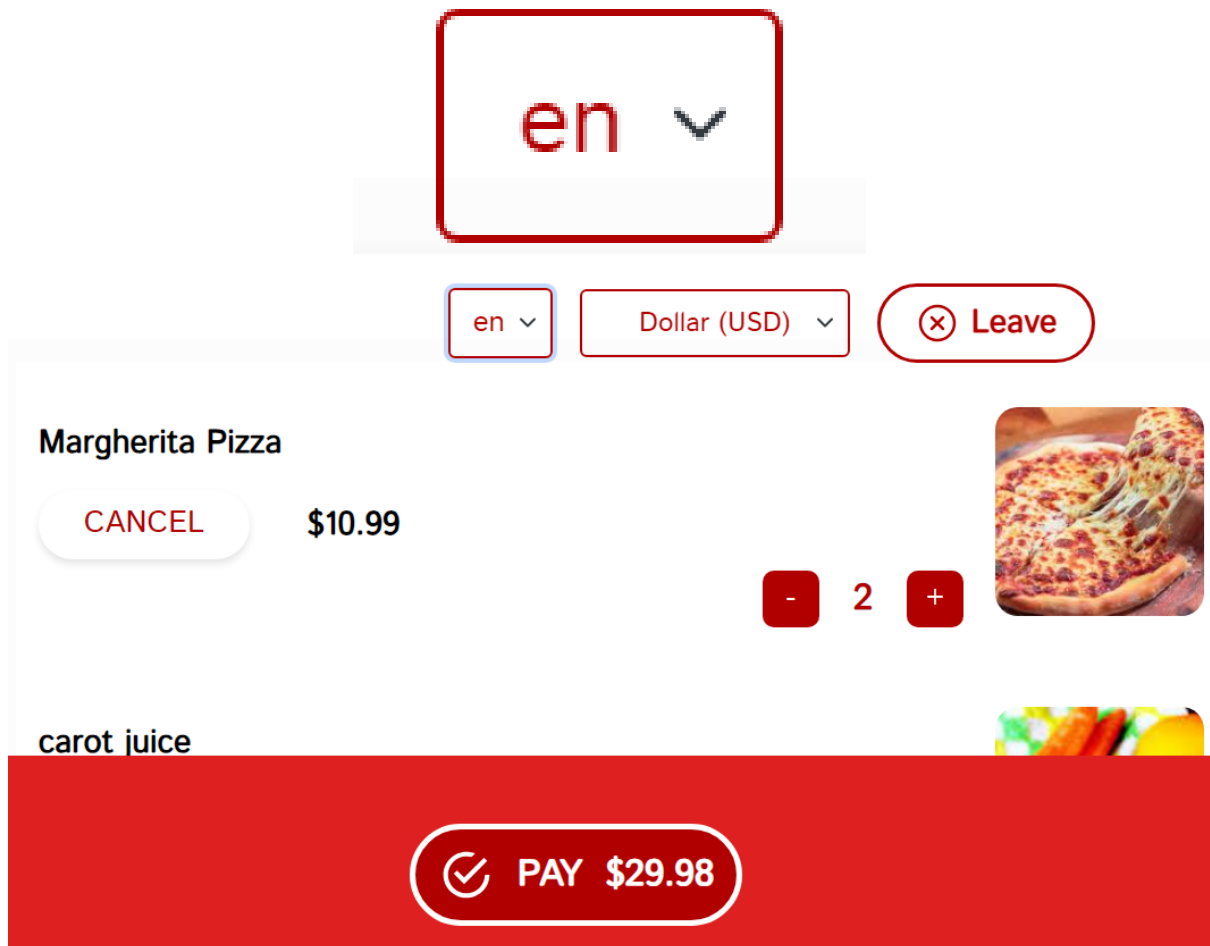 en
en Dollar (USD) Leave
Margherita Pizza
CANCEL $10.99
- 2 +
carot juice
PAY $29.98